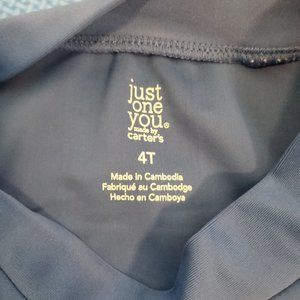 just
one
you®
made by
carter's
4T
Made in Cambodia
Fabriqué au Cambodge
Hecho en Camboya